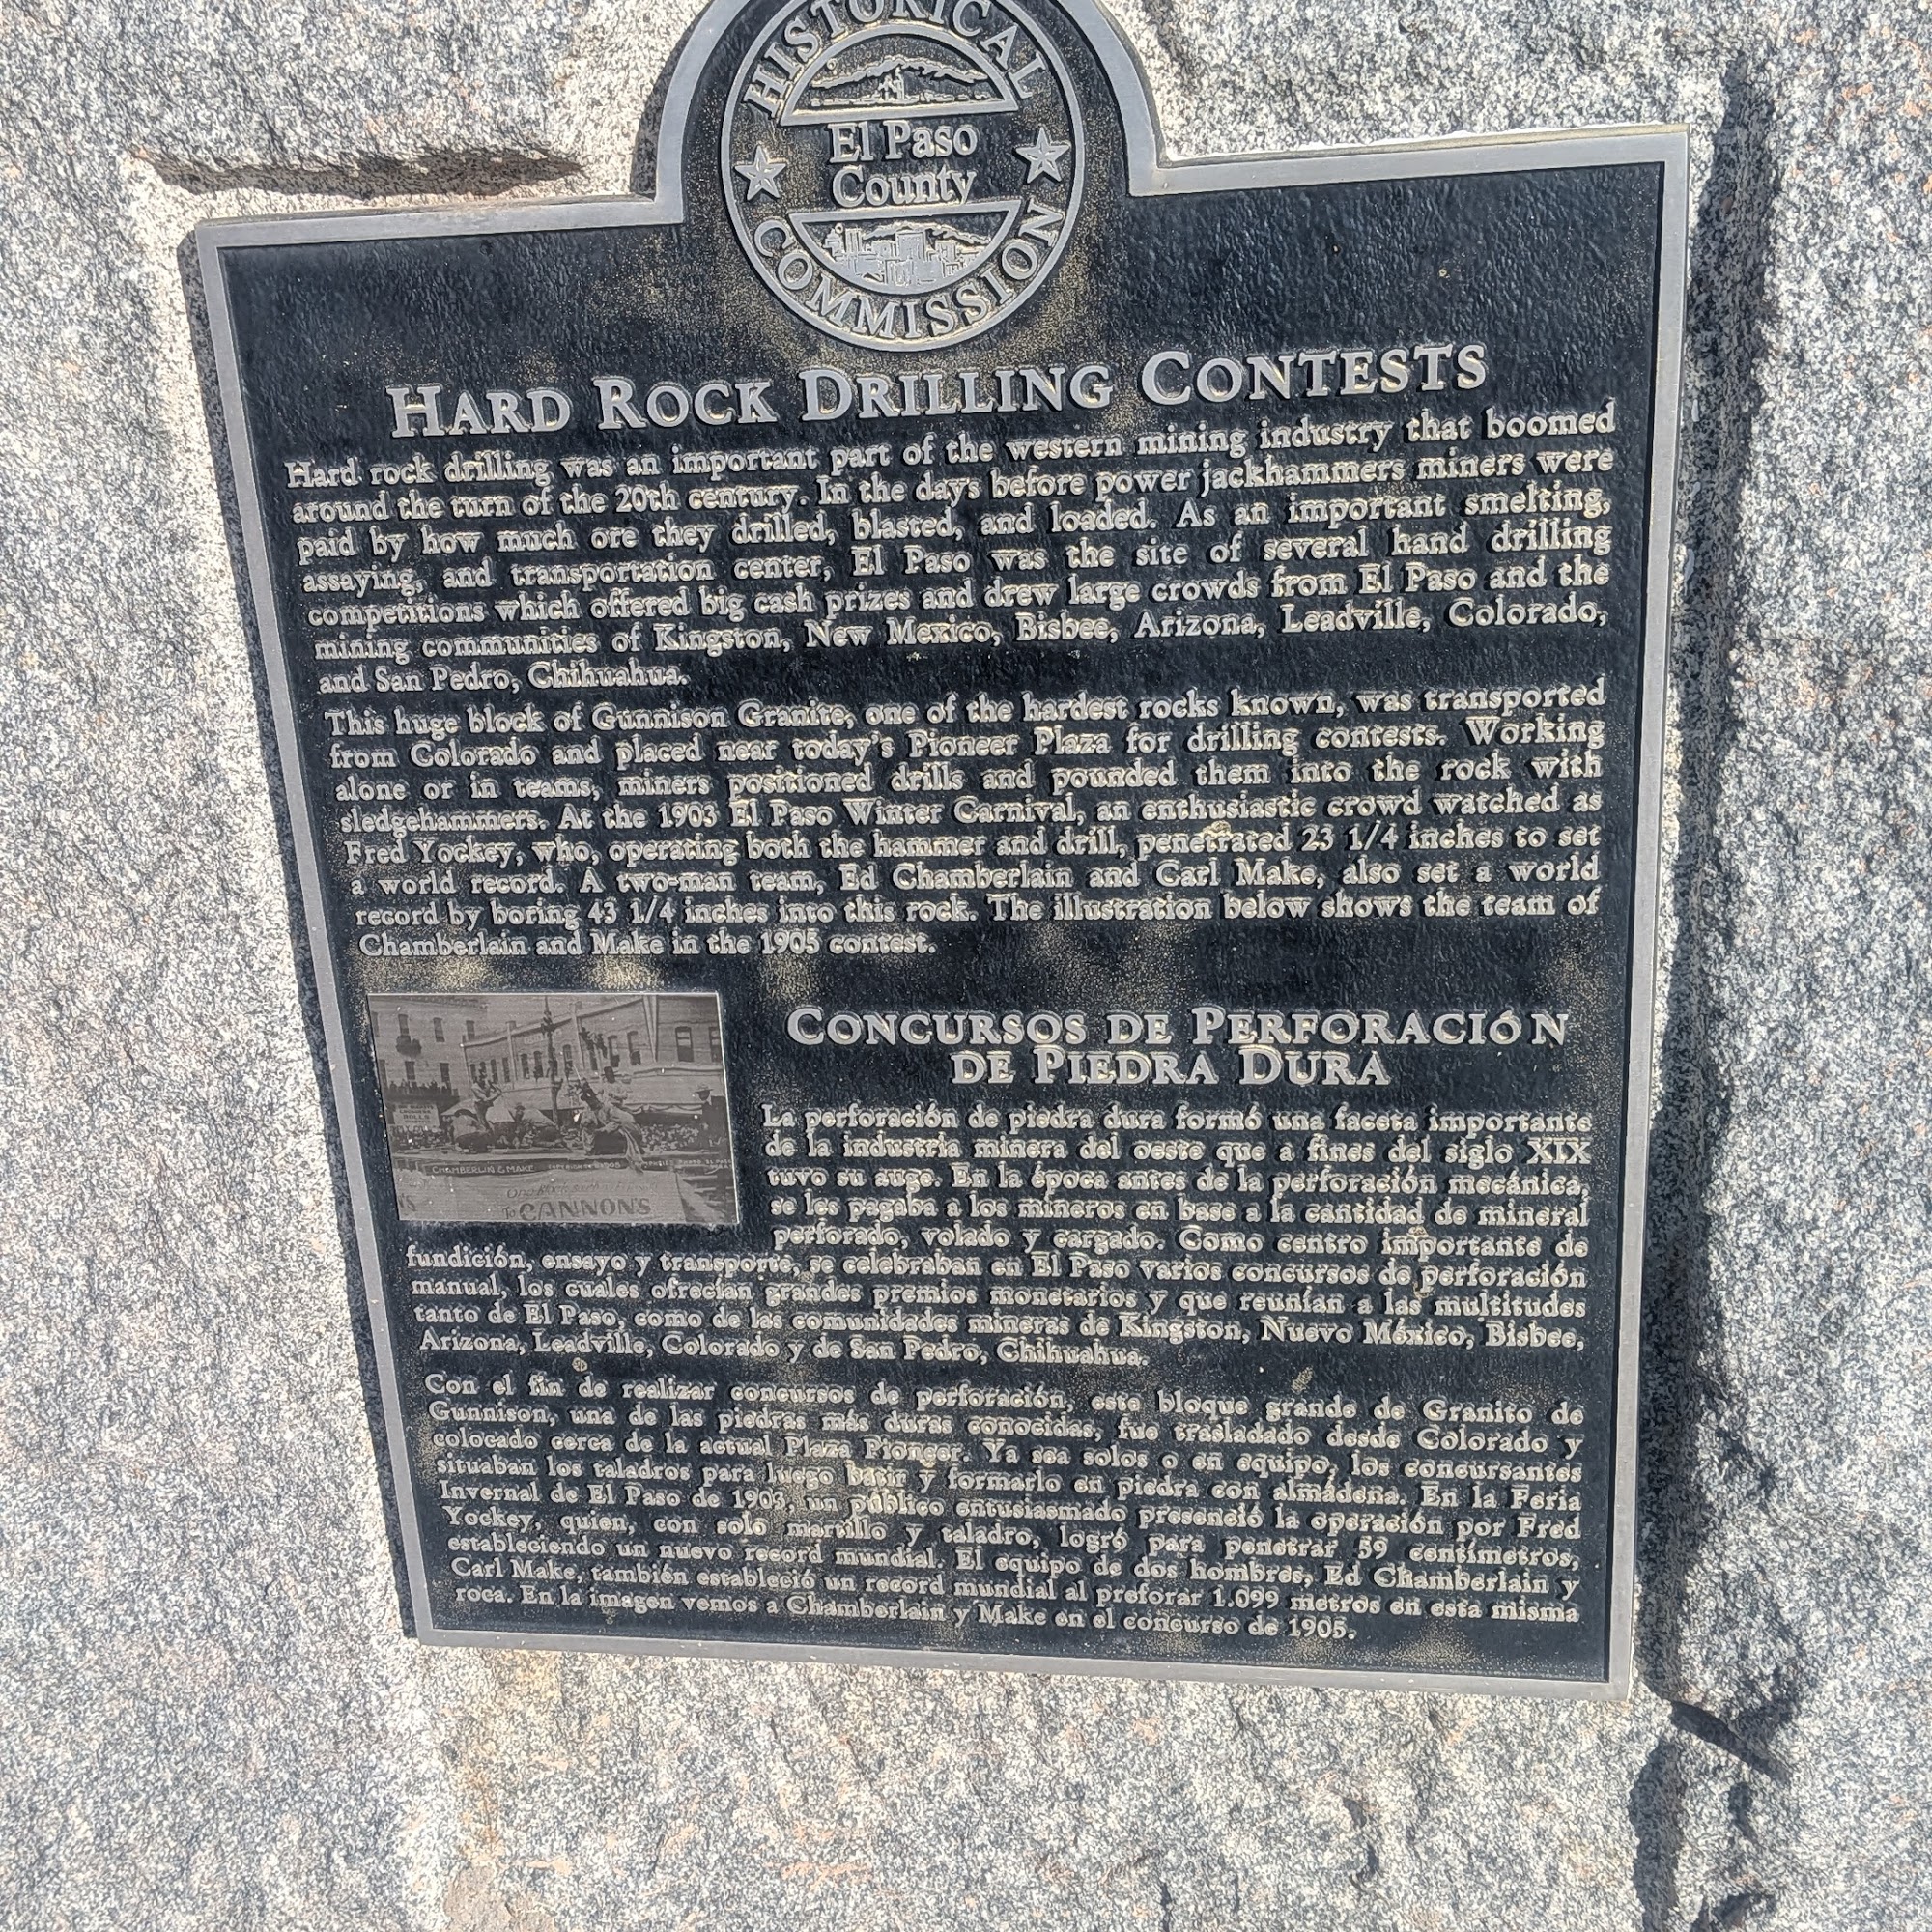 HISTORICAL
El Paso
County
COMMISSION
HARD ROCK DRILLING CONTESTS
Hard rock drilling was an important part of the western mining industry that boomed
around the turn of the 20th century. In the days before power jackhammers miners were
paid by how much ore they drilled, blasted, and loaded. As an important smelting,
assaying, and transportation center, El Paso was the site of several hand drilling
competitions which offered big cash prizes and drew large crowds from El Paso and the
mining communities of Kingston, New Mexico, Bisbee, Arizona, Leadville, Colorado,
and San Pedro, Chihuahua.
This huge block of Gunnison Granite, one of the hardest rocks known, was transported
from Colorado and placed near today's Pioneer Plaza for drilling contests. Working
alone or in teams, miners positioned drills and pounded them into the rock with
sledgehammers. At the 1903 El Paso Winter Carnival, an enthusiastic crowd watched as
Fred Yockey, who, operating both the hammer and drill, penetrated 23 1/4 inches to set
a world record. A two-man team, Ed Chamberlain and Carl Make, also set a world
record by boring 43 1/4 inches into this rock. The illustration below shows the team of
Chamberlain and Make in the 1905 contest.
CHAMBERLIN & MAKE
To CANNON'S
CONCURSOS DE PERFORACIÓN
DE PIEDRA DURA
La perforación de piedra dura formó una faceta importante
de la industria minera del oeste que a fines del siglo XIX
tuvo su auge. En la época antes de la perforación mecánica,
se les pagaba a los mineros en base a la cantidad de mineral
perforado, volado y cargado. Como centro importante de
fundición, ensayo y transporte, se celebraban en El Paso varios concursos de perforación
manual, los cuales ofrecían grandes premios monetarios y que reunían a las multitudes
tanto de El Paso, como de las comunidades mineras de Kingston, Nuevo México, Bisbee,
Arizona, Leadville, Colorado y de San Pedro, Chihuahua.
Con el fin de realizar concursos de perforación, este bloque grande de Granito de
Gunnison, una de las piedras más duras conocidas, fue trasladado desde Colorado y
colocado cerca de la actual Plaza Pioneer. Ya sea solos o en equipo, los concursantes
situaban los taladros para luego batir y formarlo en piedra con almádena. En la Feria
Invernal de El Paso de 1903, un público entusiasmado presenció la operación por Fred
Yockey, quien, con solo martillo y taladro, logró para penetrar 59 centímetros,
estableciendo un nuevo record mundial. El equipo de dos hombres, Ed Chamberlain y
Carl Make, también estableció un record mundial al preforar 1.099 metros en esta misma
roca. En la imagen vemos a Chamberlain y Make en el concurso de 1905.